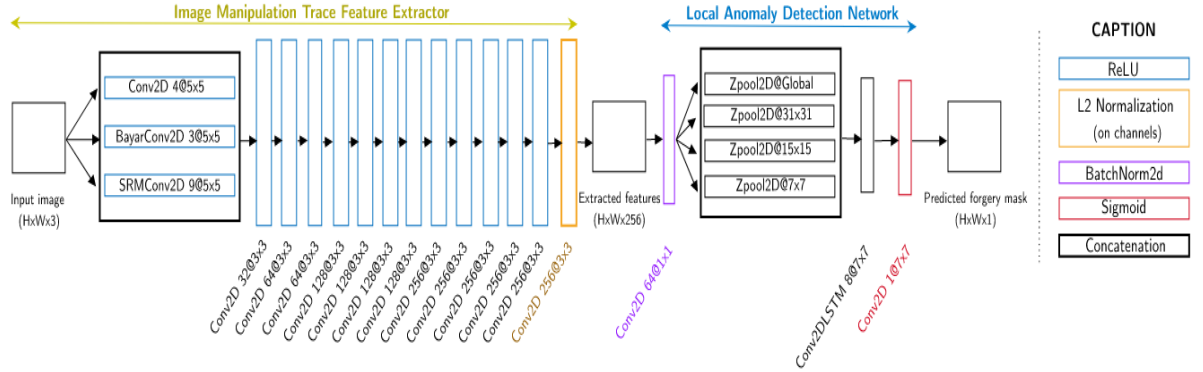 Image Manipulation Trace Feature Extractor
Local Anomaly Detection Network
Conv2D 4@5x5
BayarConv2D 3@5x5
SRMConv2D 9@5x5
Input image
(HxWx3)
Conv2D 32@3x3
Conv2D 64@3x3
Conv2D 64@3x3
Conv2D 128@3x3
Conv2D 128@3x3
Conv2D 128@3x3
Conv2D 128@3x3
Conv2D 256@3x3
Conv2D 256@3x3
Conv2D 256@3x3
Conv2D 256@3x3
Conv2D 256@3x3
Conv2D 256@3x3
Extracted features
(HxWx256)
Conv2D 64@1x1
Zpool2D@Global
Zpool2D@31x31
Zpool2D@15x15
Zpool2D@7x7
Conv2DLSTM 8@7x7
Conv2D 1@7x7
Predicted forgery mask
(HxWx1)
CAPTION
ReLU
L2 Normalization
(on channels)
BatchNorm2d
Sigmoid
Concatenation